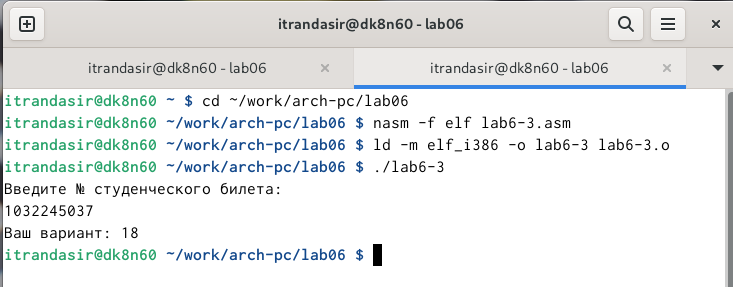 itrandasir@dk8n60 - lab06
itrandasir@dk8n60 - lab06
itrandasir@dk8n60 - lab06
itrandasir@dk8n60 ~ $ cd ~/work/arch-pc/lab06
itrandasir@dk8n60 ~/work/arch-pc/lab06 $ nasm -f elf lab6-3.asm
itrandasir@dk8n60 ~/work/arch-pc/lab06 $ ld -m elf_i386 -o lab6-3 lab6-3.o
itrandasir@dk8n60 ~/work/arch-pc/lab06 $ ./lab6-3
Введите № студенческого билета:
1032245037
Ваш вариант: 18
itrandasir@dk8n60 ~/work/arch-pc/lab06 $